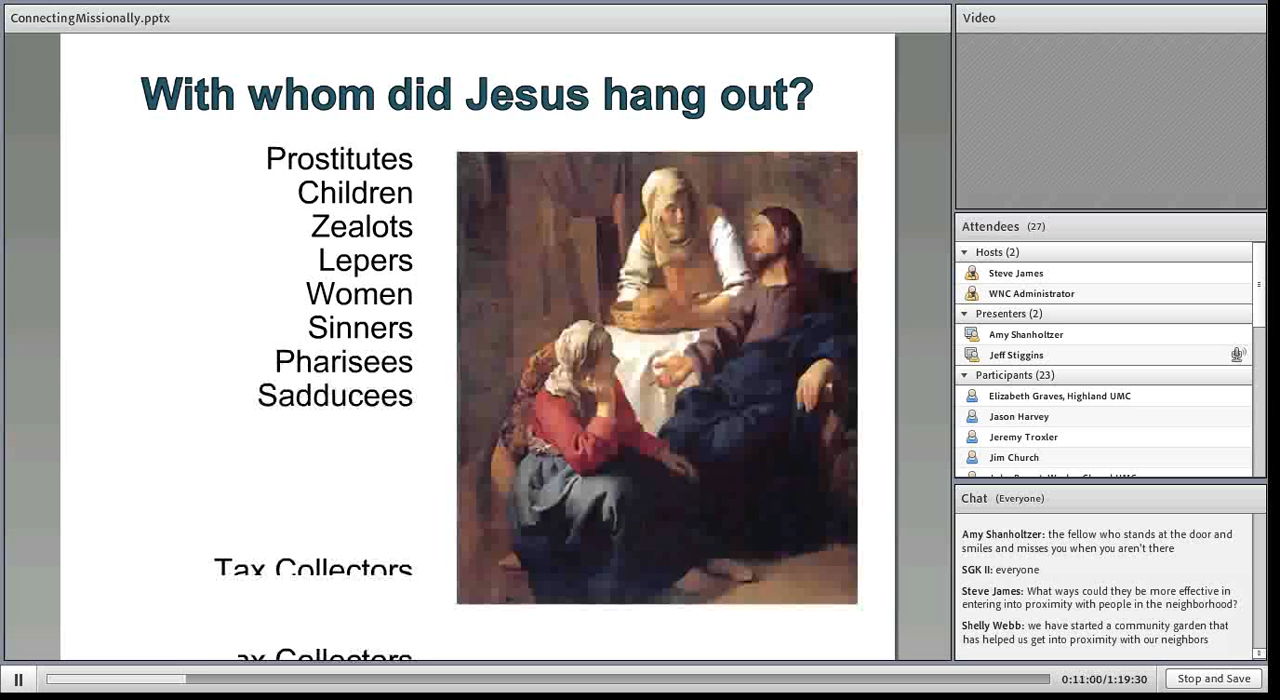 ConnectingMissionally.pptx
With whom did Jesus hang out?
Prostitutes
Children
Zealots
Lepers
Women
Sinners
Pharisees
Sadducees
Tax Collectors
ax Collectors
Video
Attendees (27)
Hosts (2)
Steve James
WNC Administrator
Presenters (2)
Amy Shanholtzer
Jeff Stiggins
Participants (23)
Elizabeth Graves, Highland UMC
Jason Harvey
Jeremy Troxler
Jim Church
Chat (Everyone)
Amy Shanholtzer: the fellow who stands at the door and
smiles and misses you when you aren't there
SGK II: everyone
Steve James: What ways could they be more effective in
entering into proximity with people in the neighborhood?
Shelly Webb: we have started a community garden that
has helped us get into proximity with our neighbors
0:11:00/1:19:30
Stop and Save